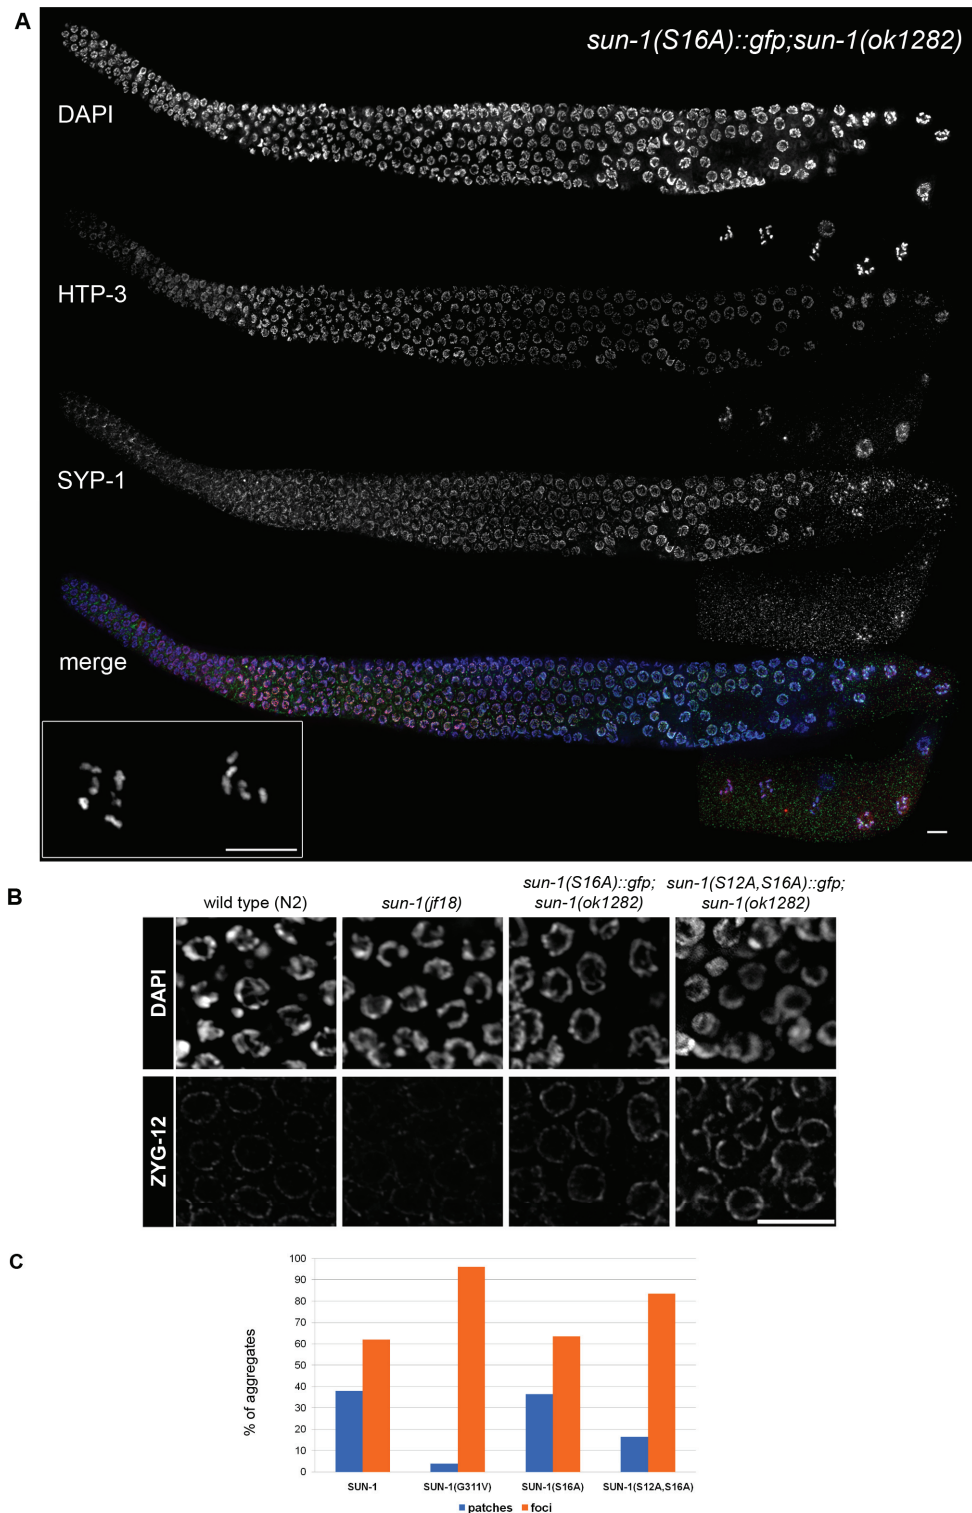 A
sun-1(S16A)::gfp;sun-1(ok1282)
DAPI
HTP-3
SYP-1
merge
B
wild type (N2)
sun-1(jf18)
sun-1(S16A)::gfp;
sun-1(ok1282)
sun-1(S12A,S16A)::gfp;
sun-1(ok1282)
DAPI
ZYG-12
C
% of aggregates
100
90
80
70
60
50
40
30
20
10
0
SUN-1
SUN-1(G311V)
SUN-1(S16A)
SUN-1(S12A,S16A)
patches
foci